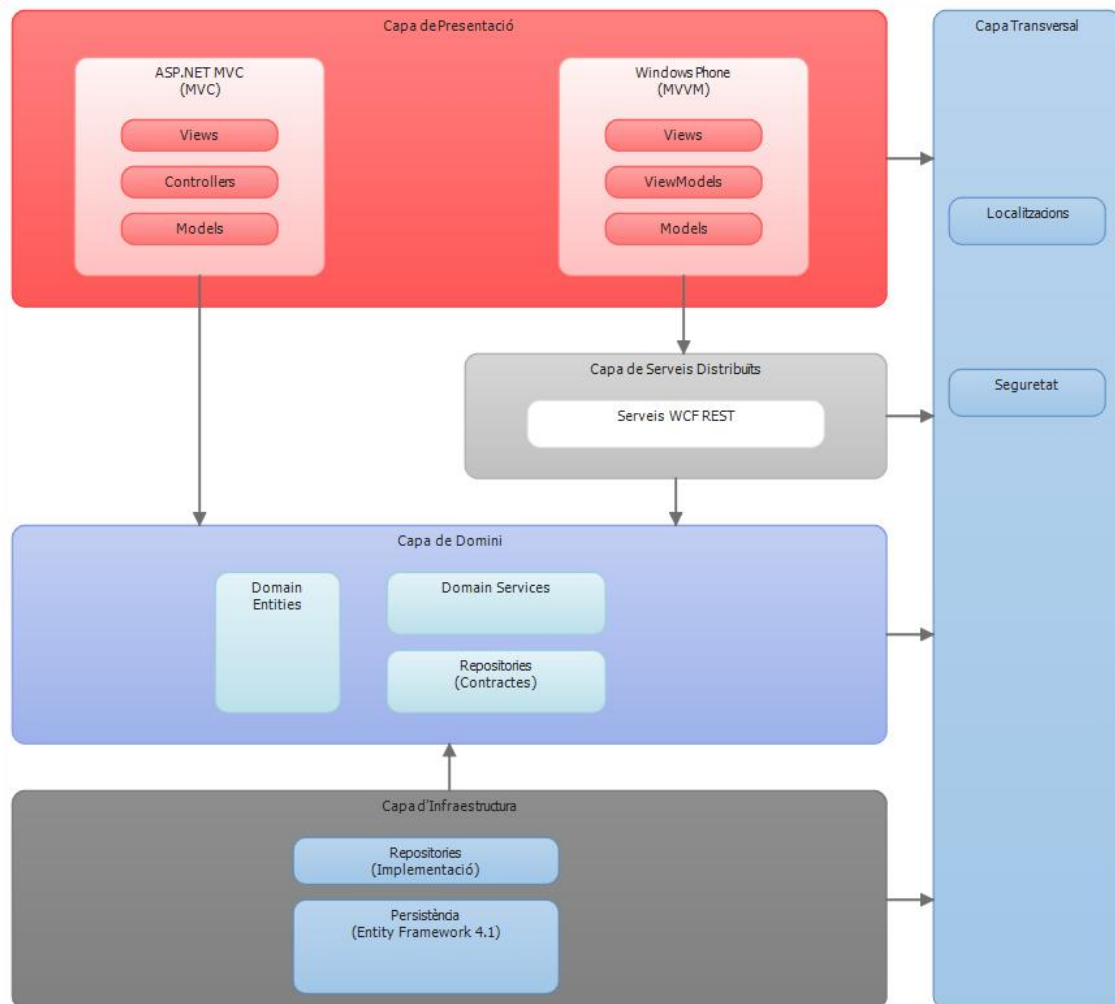 Capa de Presentació
ASP.NET MVC
(MVC)
Views
Controllers
Models
Windows Phone
(MVVM)
Views
ViewModels
Models
Capa Transversal
Localitzacions
Seguretat
Capa de Serveis Distribuïts
Serveis WCF REST
Capa de Domini
Domain
Entities
Domain Services
Repositories
(Contractes)
Capa d'Infraestructura
Repositories
(Implementació)
Persistència
(Entity Framework 4.1)